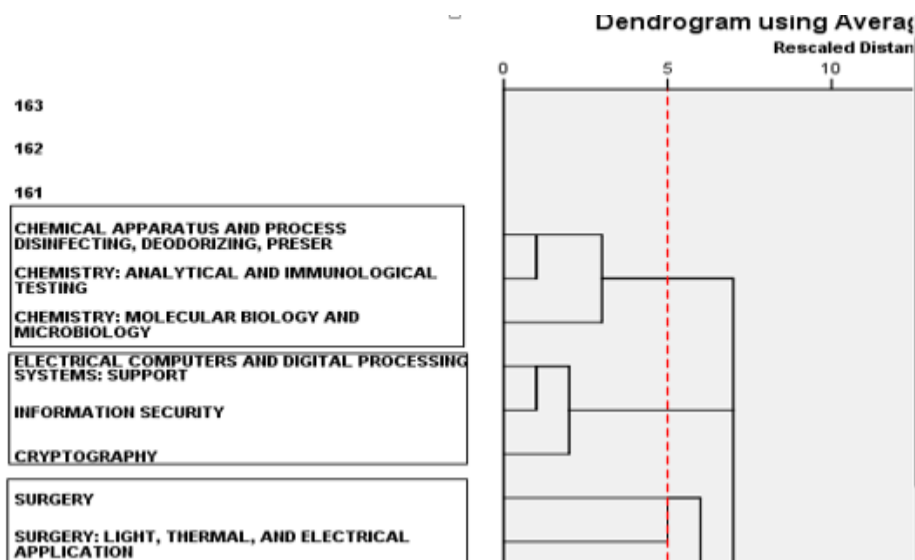 Dendrogram using Averag
Rescaled Distan
0 5 10
163
162
161
CHEMICAL APPARATUS AND PROCESS
DISINFECTING, DEODORIZING, PRESER
CHEMISTRY: ANALYTICAL AND IMMUNOLOGICAL
TESTING
CHEMISTRY: MOLECULAR BIOLOGY AND
MICROBIOLOGY
ELECTRICAL COMPUTERS AND DIGITAL PROCESSING
SYSTEMS: SUPPORT
INFORMATION SECURITY
CRYPTOGRAPHY
SURGERY
SURGERY: LIGHT, THERMAL, AND ELECTRICAL
APPLICATION